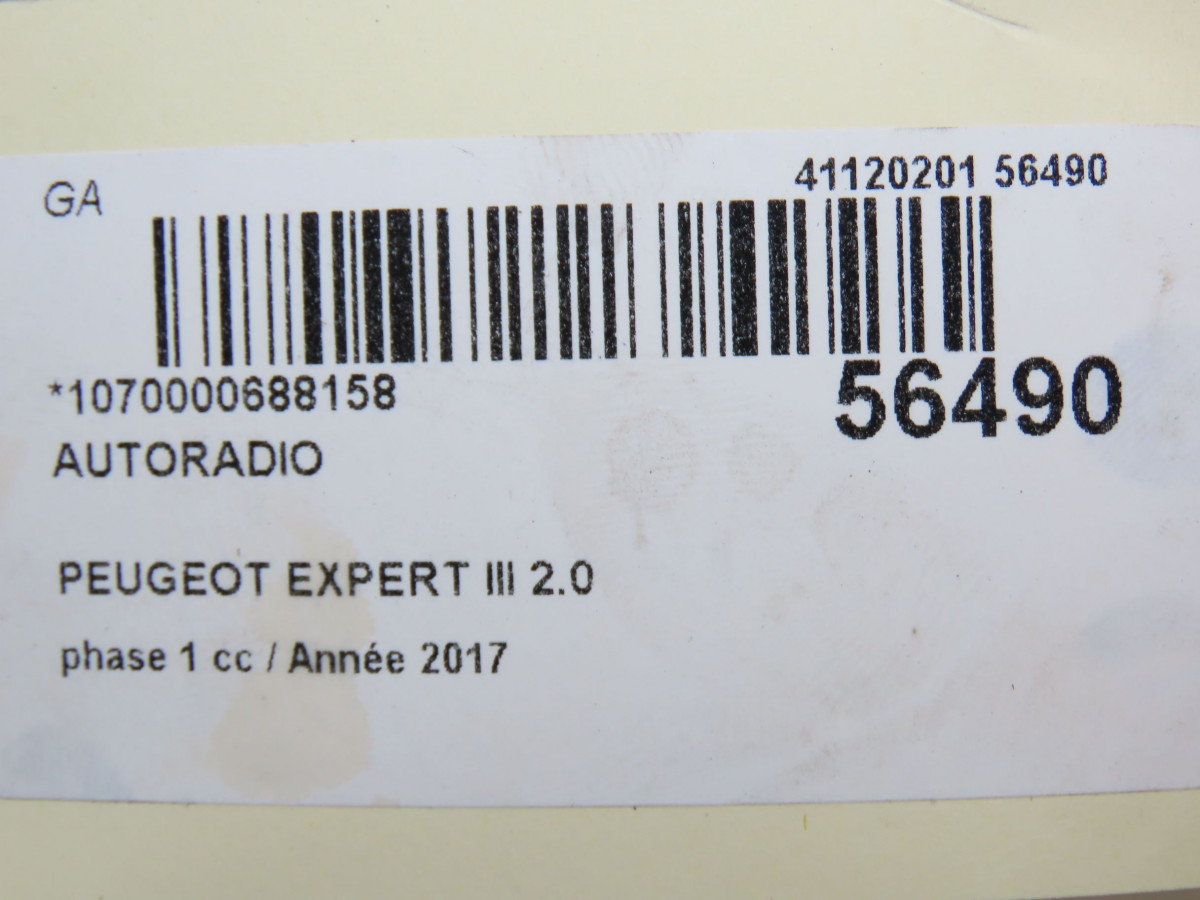 GA
41120201 56490
*1070000688158
56490
AUTORADIO
PEUGEOT EXPERT III 2.0
phase 1 cc / Année 2017